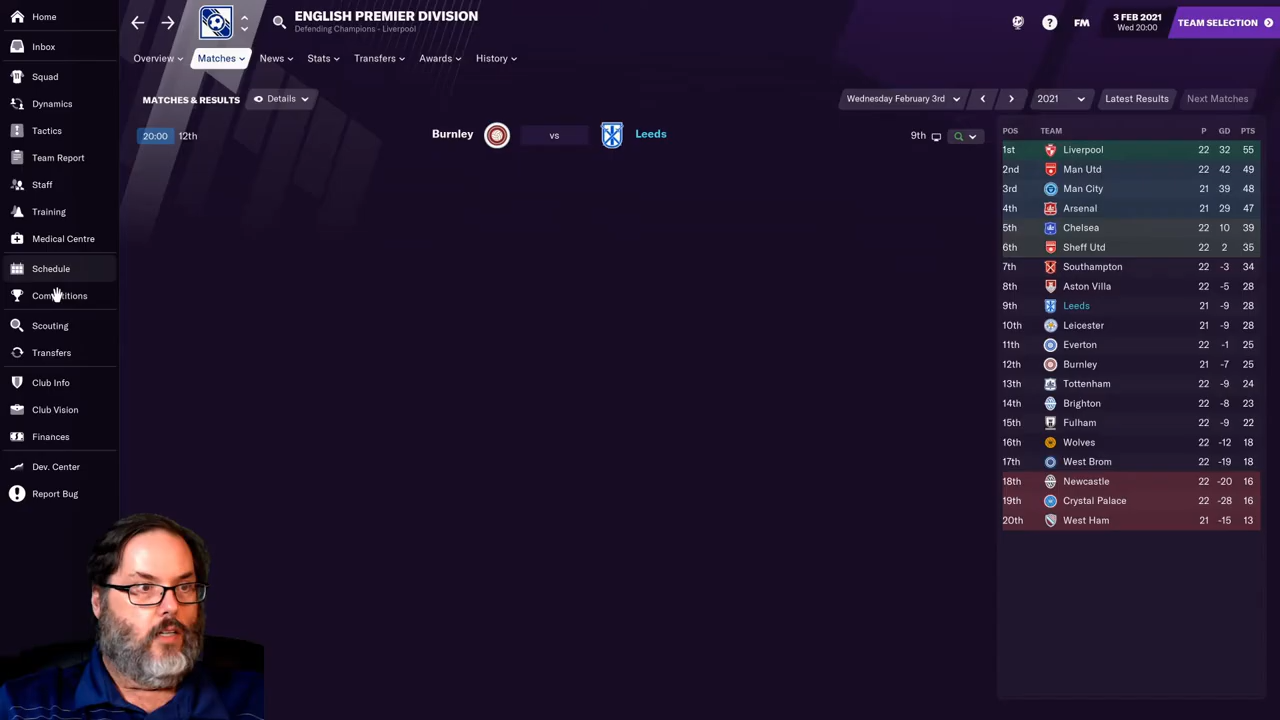 Home
Inbox
Squad
Dynamics
Tactics
Team Report
Staff
Training
Medical Centre
Schedule
Scouting
Transfers
Club Info
Club Vision
Finances
Dev. Center
Report Bug
ENGLISH PREMIER DIVISION
Defending Champions - Liverpool
? FM 3 FEB 2021
Wed 20:00
TEAM SELECTION
Overview Matches News Stats Transfers Awards History
MATCHES & RESULTS Details Wednesday February 3rd 2021 Latest Results Next Matches
20:00 12th Burnley vs Leeds 9th
POS TEAM P GD PTS
1st Liverpool 22 32 55
2nd Man Utd 22 42 49
3rd Man City 21 39 48
4th Arsenal 21 29 47
5th Chelsea 22 10 39
6th Sheff Utd 22 2 35
7th Southampton 22 -3 34
8th Aston Villa 22 -5 28
9th Leeds 21 -9 28
10th Leicester 21 -9 28
11th Everton 22 -1 25
12th Burnley 21 -7 25
13th Tottenham 22 -9 24
14th Brighton 22 -8 23
15th Fulham 22 -9 22
16th Wolves 22 -12 18
17th West Brom 22 -19 18
18th Newcastle 22 -20 16
19th Crystal Palace 22 -28 16
20th West Ham 21 -15 13